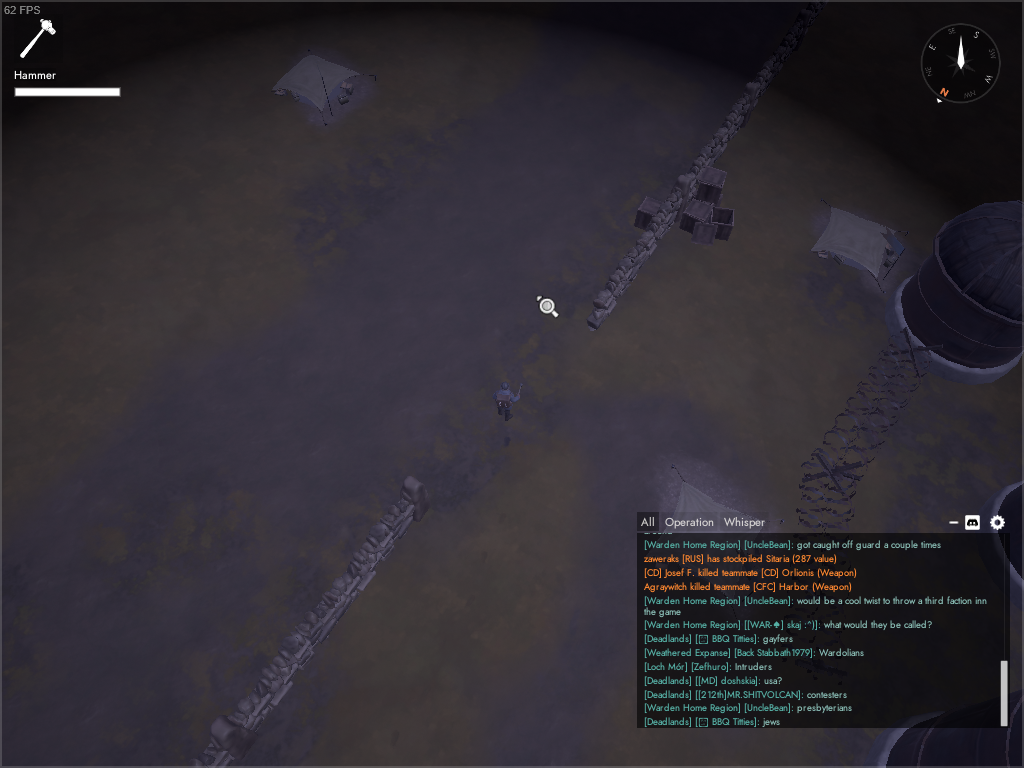 62 FPS
Hammer
SE
S
SW
E
W
NE
N
NW
All Operation Whisper
[Warden Home Region] [UncleBean]: got caught off guard a couple times
zaweraks [RUS] has stockpiled Sitaria (287 value)
[CD] Josef F. killed teammate [CD] Orlionis (Weapon)
Agraywitch killed teammate [CFC] Harbor (Weapon)
[Warden Home Region] [UncleBean]: would be a cool twist to throw a third faction inn
the game
[Warden Home Region] [[WAR-♠] skaj :^)]: what would they be called?
[Deadlands] [ BBQ Titties]: gayfers
[Weathered Expanse] [Back Stabbath1979]: Wardolians
[Loch Mór] [Zefhuro]: Intruders
[Deadlands] [[MD] doshskia]: usa?
[Deadlands] [[212th]MR.SHITVOLCAN]: contesters
[Warden Home Region] [UncleBean]: presbyterians
[Deadlands] [ BBQ Titties]: jews